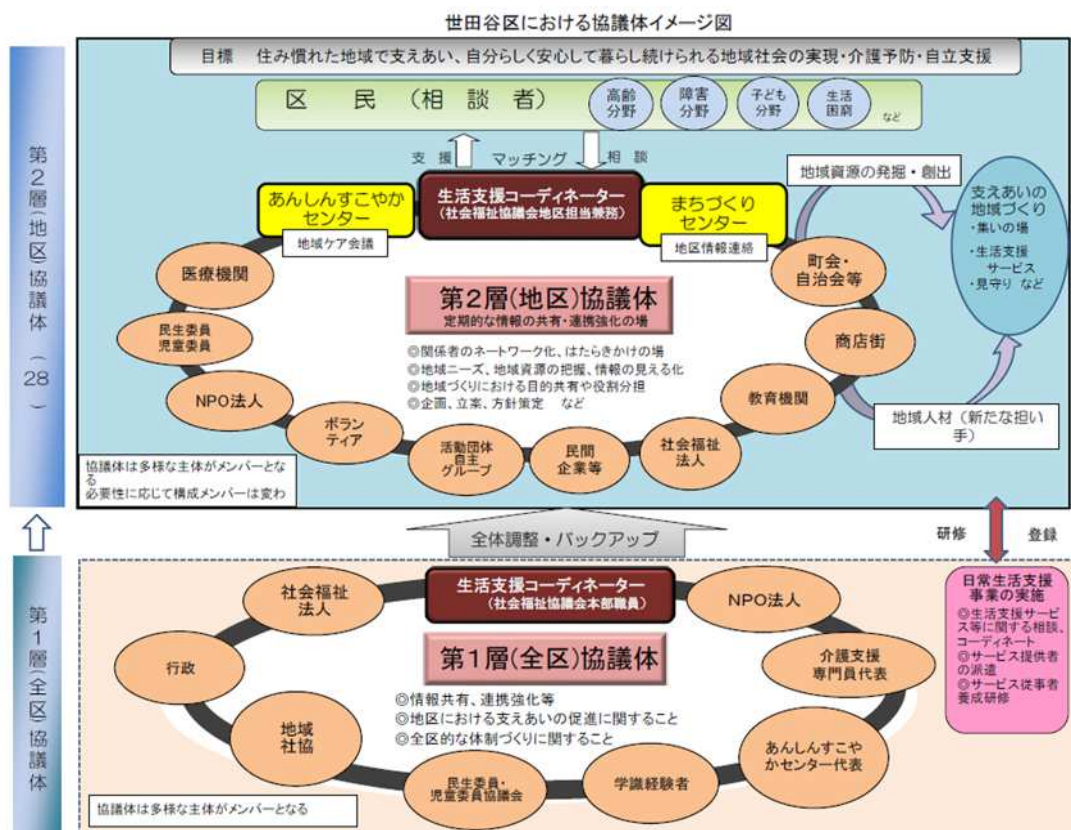 世田谷区における協議体イメージ図
目標　住み慣れた地域で支えあい、自分らしく安心して暮らし続けられる地域社会の実現・介護予防・自立支援
区　民　（相　談　者）
高齢
分野
障害
分野
子ども
分野
生活
困窮
など
支援　マッチング　相談
第２層（地区）協議体　（28）
あんしんすこやか
センター
地域ケア会議
生活支援コーディネーター
（社会福祉協議会地区担当兼務）
まちづくり
センター
地区情報連絡
地域資源の発掘・創出
支えあいの
地域づくり
・集いの場
・生活支援
サービス
・見守り など
医療機関
民生委員
児童委員
NPO法人
ボラン
ティア
活動団体
自主
グループ
民間
企業等
社会福祉
法人
教育機関
商店街
町会・
自治会等
第２層（地区）協議体
定期的な情報の共有・連携強化の場
◎関係者のネットワーク化、はたらきかけの場
◎地域ニーズ、地域資源の把握、情報の見える化
◎地域づくりにおける目的共有や役割分担
◎企画、立案、方針策定　など
地域人材（新たな担い
手）
協議体は多様な主体がメンバーとな
る
必要性に応じて構成メンバーは変わ
全体調整・バックアップ
研修　登録
第１層（全区）協議体
生活支援コーディネーター
（社会福祉協議会本部職員）
社会福祉
法人
行政
地域
社協
民生委員・
児童委員協議会
学識経験者
あんしんすこや
かセンター代表
介護支援
専門員代表
NPO法人
第１層（全区）協議体
◎情報共有、連携強化等
◎地区における支えあいの促進に関すること
◎全区的な体制づくりに関すること
日常生活支援
事業の実施
◎生活支援サービ
ス等に関する相談、
コーディネート
◎サービス提供者
の派遣
◎サービス従事者
養成研修
協議体は多様な主体がメンバーとなる